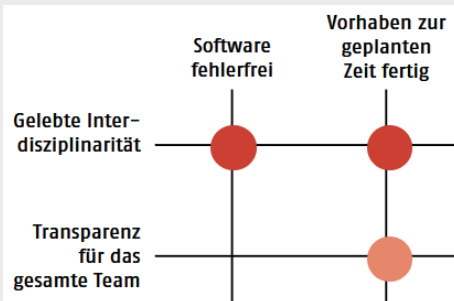 Software
fehlerfrei
Vorhaben zur
geplanten
Zeit fertig
Gelebte Inter-
disziplinarität
Transparenz
für das
gesamte Team